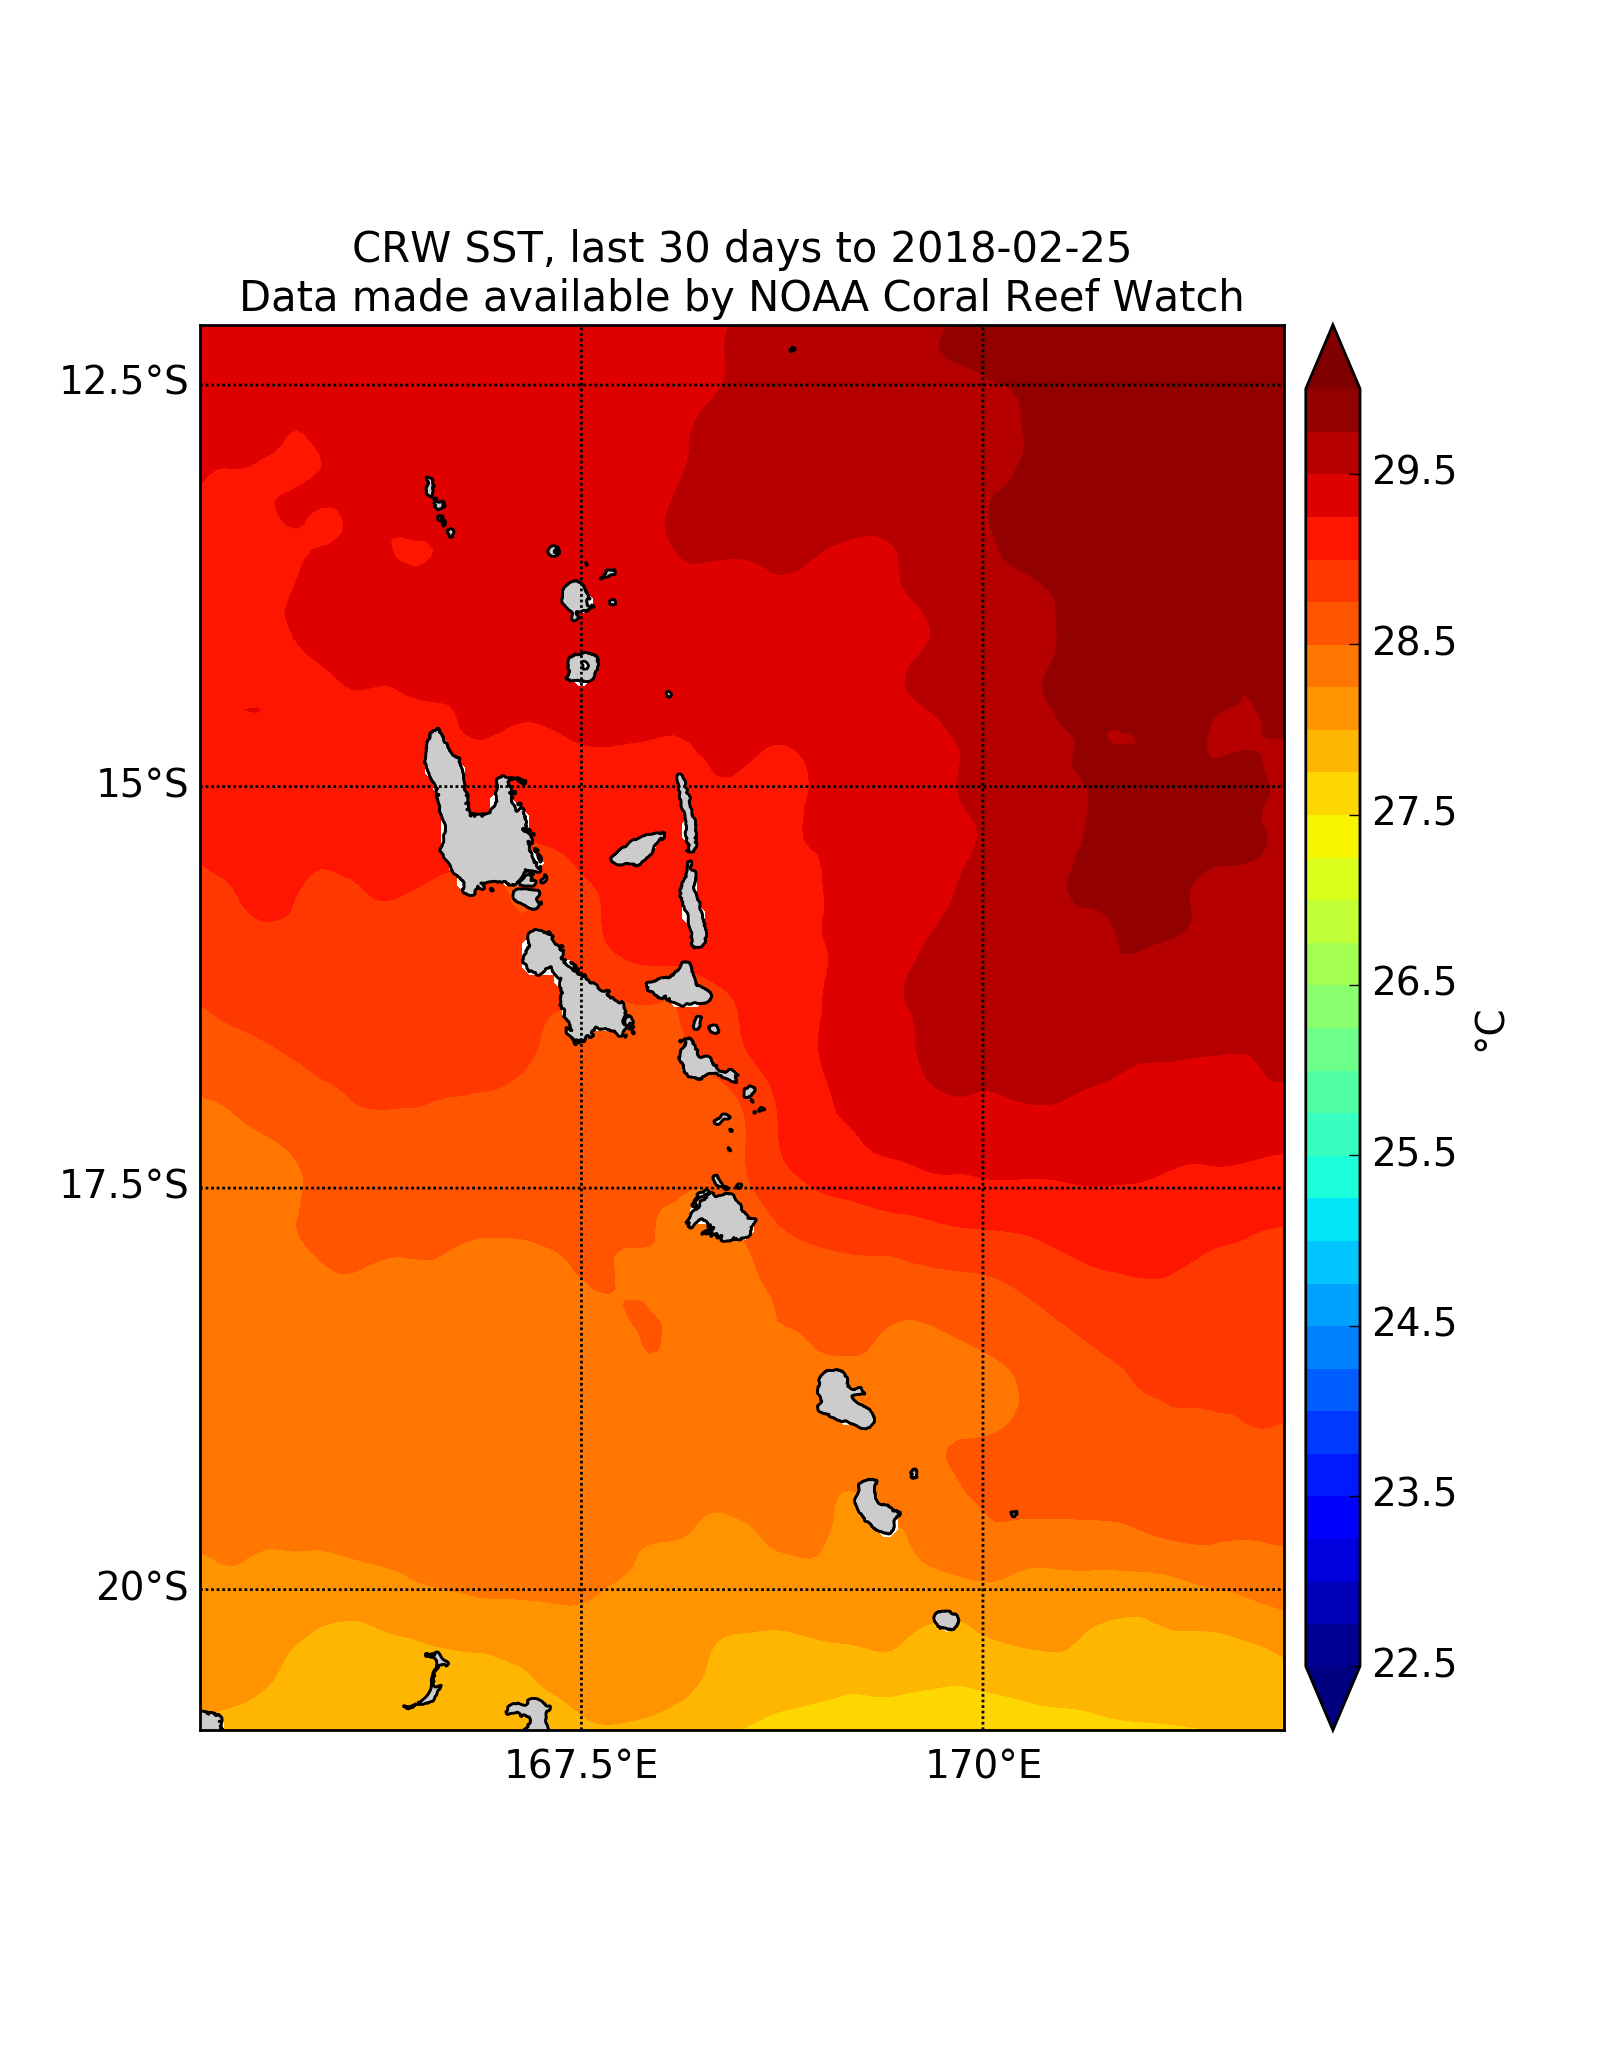 CRW SST, last 30 days to 2018-02-25
Data made available by NOAA Coral Reef Watch
12.5°S
15°S
17.5°S
20°S
167.5°E
170°E
29.5
28.5
27.5
26.5
25.5
24.5
23.5
22.5
°C